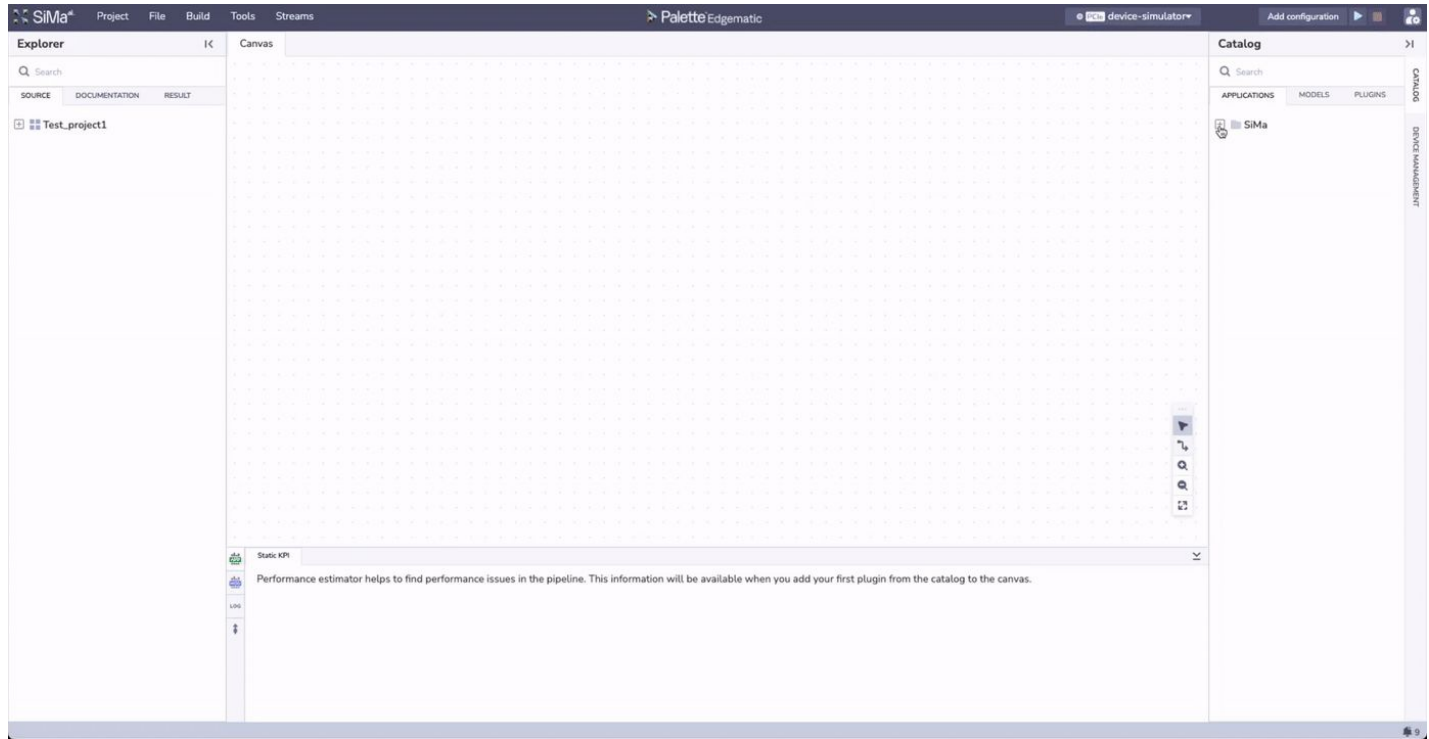 SiMa.ai Project File Build Tools Streams Palette Edgematic PCIe device-simulator Add configuration
Explorer
Canvas
Catalog
Search
Search
SOURCE DOCUMENTATION RESULT
APPLICATIONS MODELS PLUGINS
CATALOG
Test_project1
SiMa
DEVICE MANAGEMENT
Static KPI
Performance estimator helps to find performance issues in the pipeline. This information will be available when you add your first plugin from the catalog to the canvas.
LOG
9